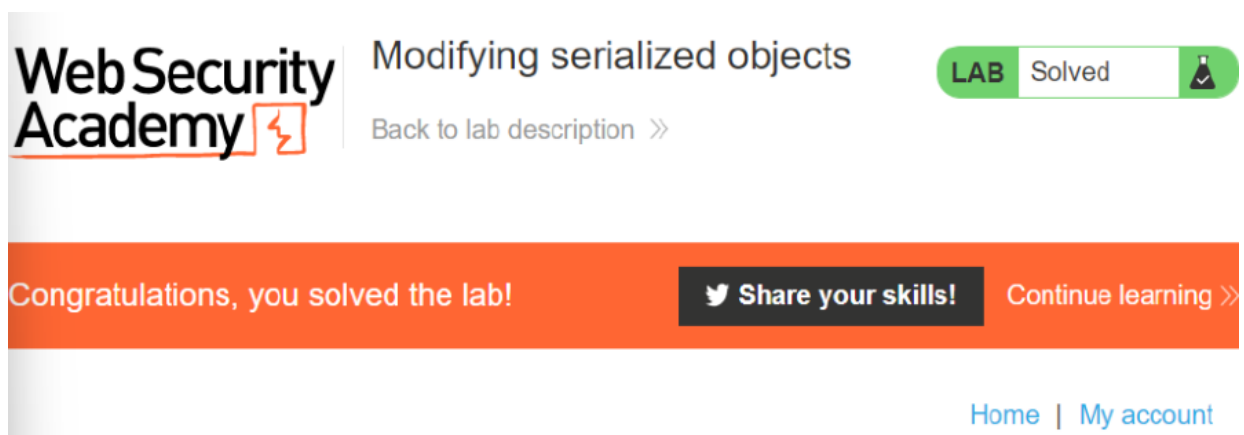 Web Security
Academy
Modifying serialized objects
Back to lab description
LAB Solved
Congratulations, you solved the lab!
Share your skills!
Continue learning
Home | My account